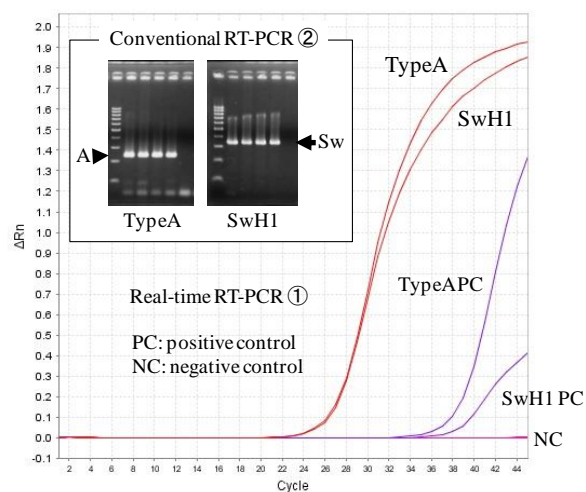 Conventional RT-PCR ②
A
Sw
TypeA
SwH1
TypeA
SwH1
TypeAPC
SwH1 PC
NC
Real-time RT-PCR ①
PC: positive control
NC: negative control
ΔRn
2.0
1.9
1.8
1.7
1.6
1.5
1.4
1.3
1.2
1.1
1.0
0.9
0.8
0.7
0.6
0.5
0.4
0.3
0.2
0.1
0.0
-0.1
2 4 6 8 10 12 14 16 18 20 22 24 26 28 30 32 34 36 38 40 42 44
Cycle